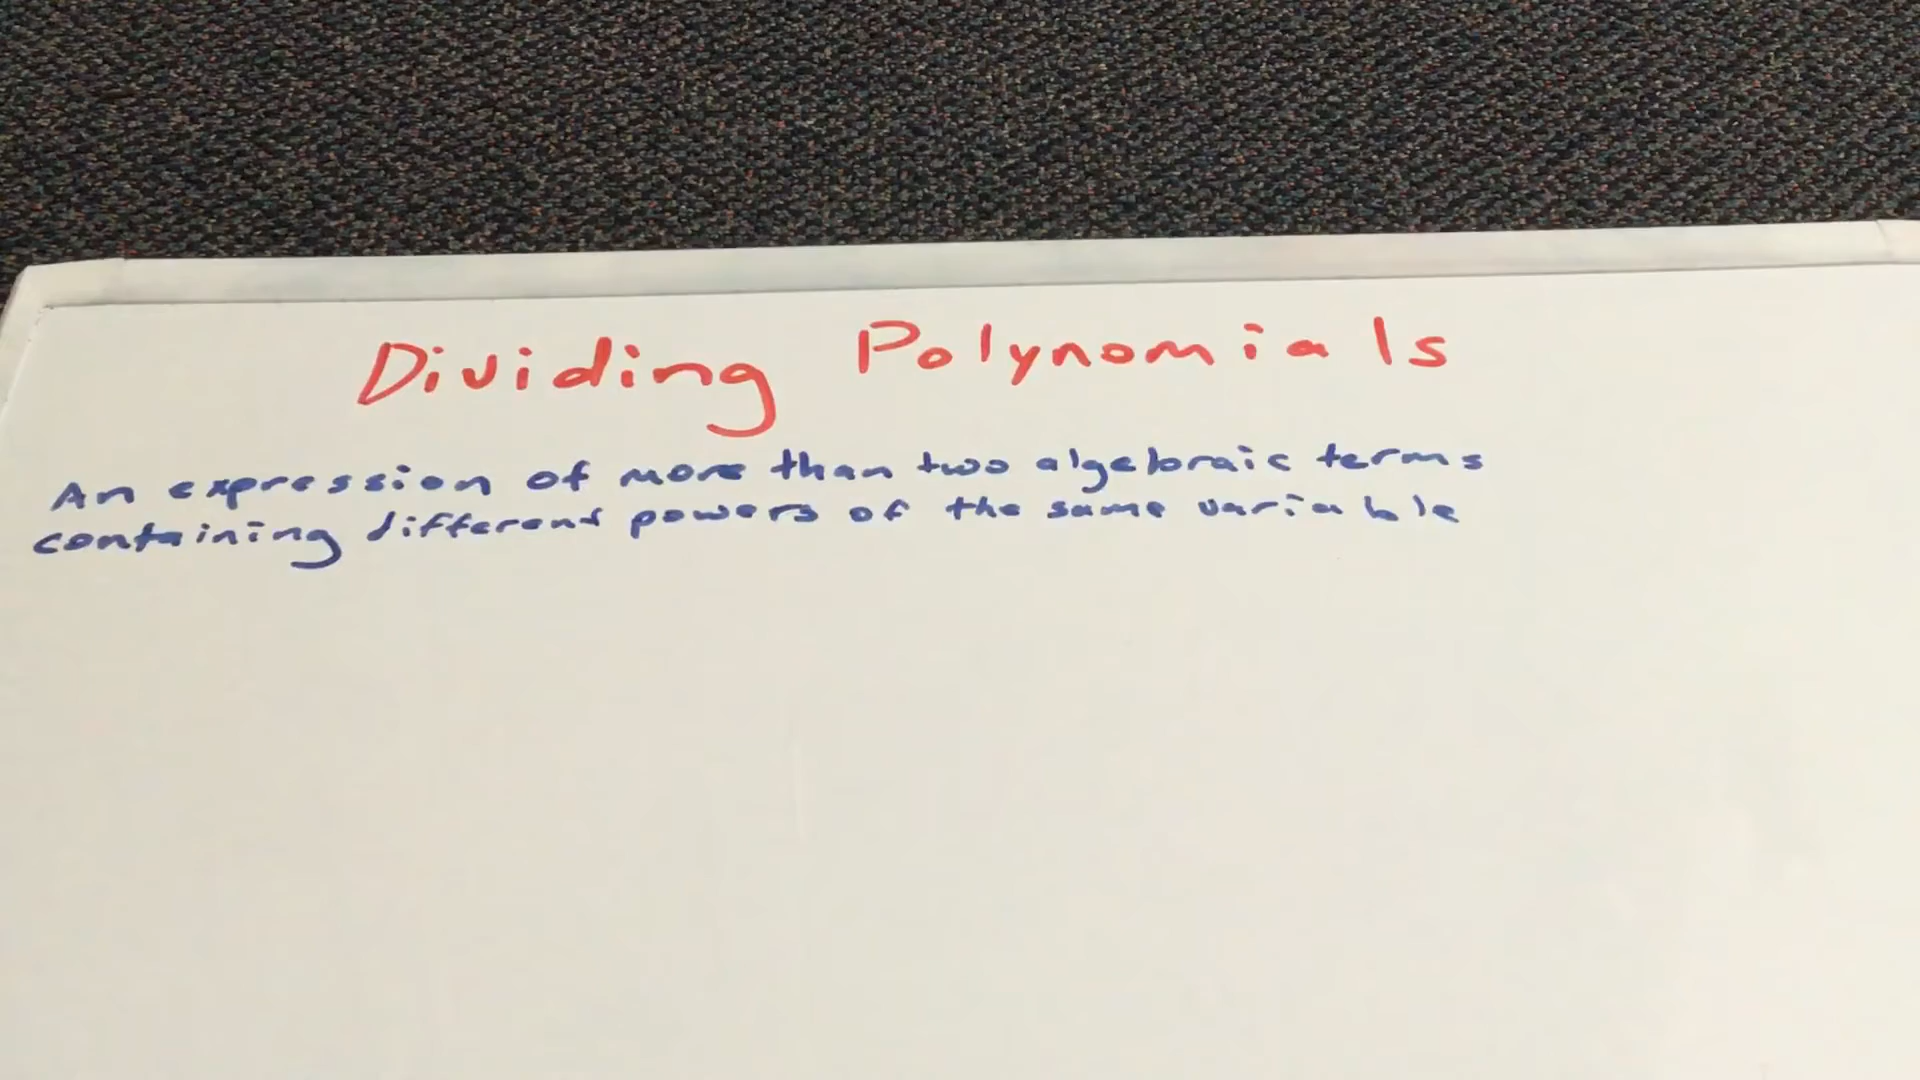 Dividing Polynomials
An expression of more than two algebraic terms
containing different powers of the same variable